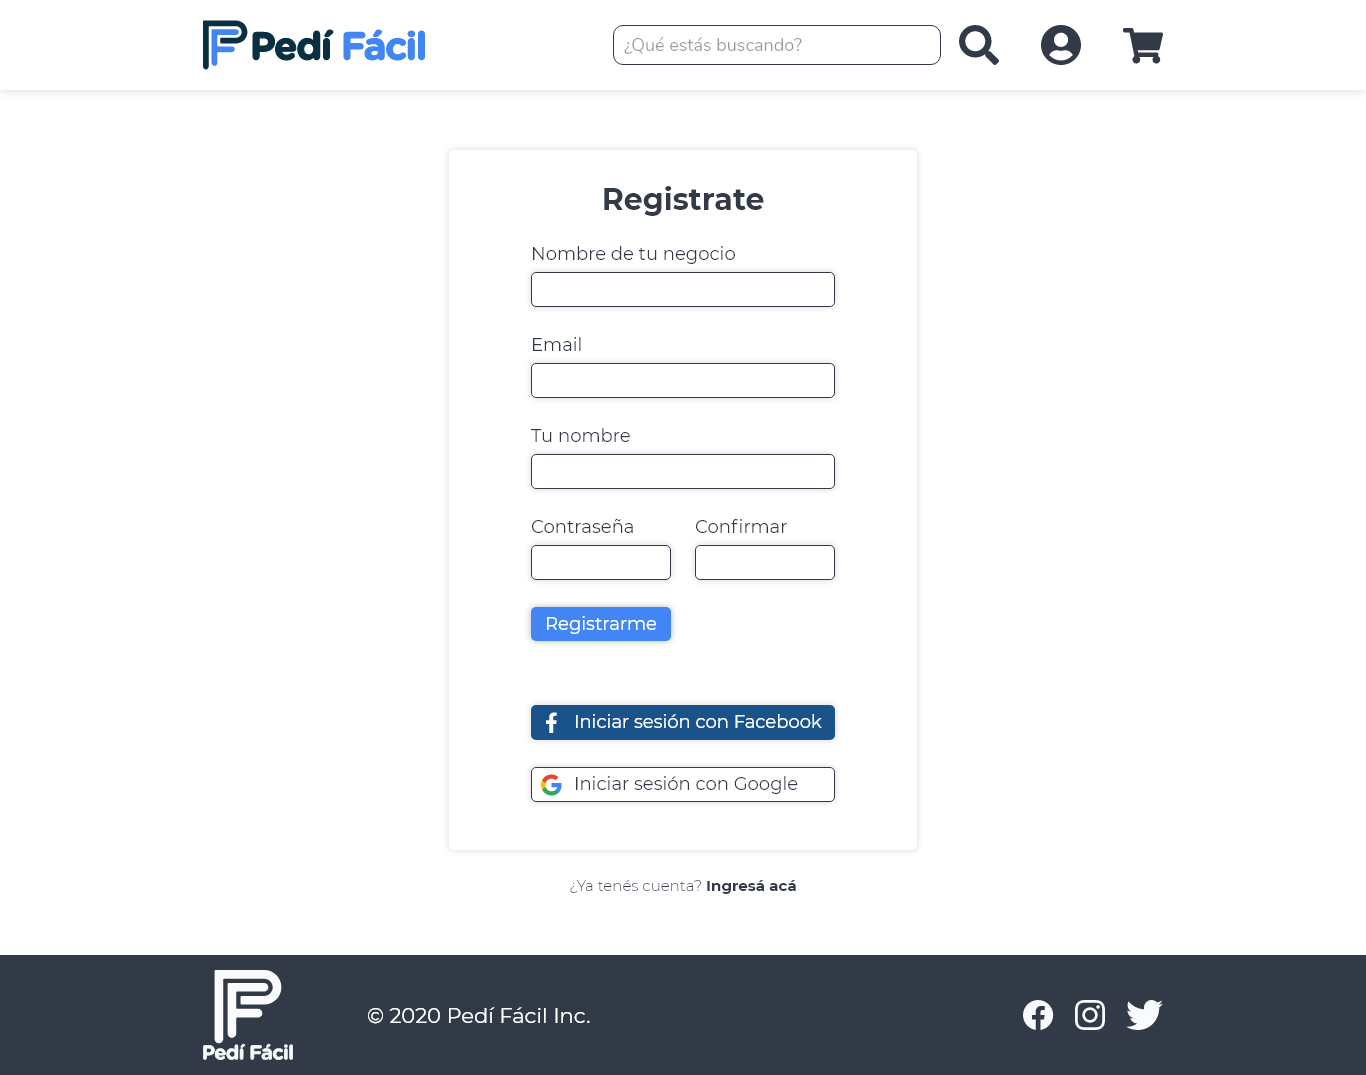 Pedí Fácil
¿Qué estás buscando?
Registrate
Nombre de tu negocio
Email
Tu nombre
Contraseña
Confirmar
Registrarme
Iniciar sesión con Facebook
Iniciar sesión con Google
¿Ya tenés cuenta? Ingresá acá
Pedí Fácil
© 2020 Pedí Fácil Inc.